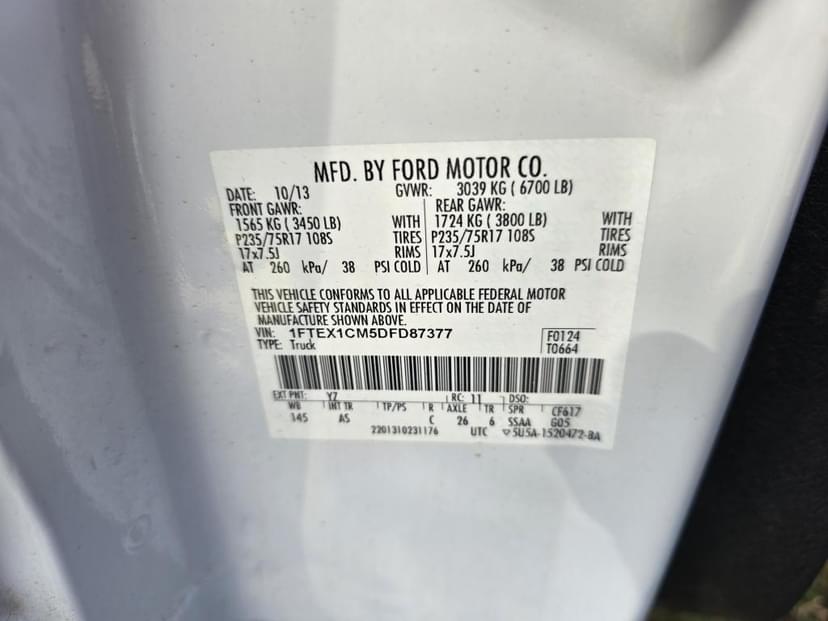 MFD. BY FORD MOTOR CO.
DATE: 10/13 GVWR: 3039 KG ( 6700 LB)
FRONT GAWR: REAR GAWR:
1565 KG ( 3450 LB) WITH 1724 KG ( 3800 LB) WITH
P235/75R17 108S TIRES P235/75R17 108S TIRES
17x7.5J RIMS 17x7.5J RIMS
AT 260 kPa/ 38 PSI COLD AT 260 kPa/ 38 PSI COLD
THIS VEHICLE CONFORMS TO ALL APPLICABLE FEDERAL MOTOR
VEHICLE SAFETY STANDARDS IN EFFECT ON THE DATE OF
MANUFACTURE SHOWN ABOVE.
VIN: 1FTEX1CM5DFD87377 F0124
TYPE: Truck T0664
EXT PNT: YZ RC: 11 DSO:
WB INT TR TP/PS R AXLE TR SPR CF617
145 AS C 26 6 SSAA G05
2201310231176 UTC 5U5A-1520472-BA